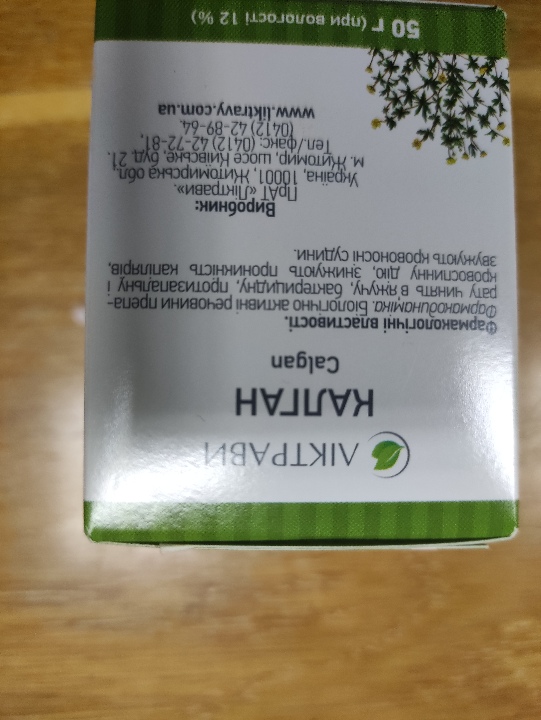 ЛІКТРАВИ
КАЛГАН
Calgan
Фармакологічні властивості.
Фармакодинаміка. Біологічно активні речовини препа-
рату чинять в'яжучу, бактерицидну, протизапальну і
кровоспинну дію, знижують проникність капілярів,
звужують кровоносні судини.
Виробник:
ПрАТ «Ліктрави».
Україна, 10001, Житомирська обл.,
м. Житомир, шосе Київське, буд. 21.
Тел./факс: (0412) 42-72-81,
(0412) 42-89-64.
www.liktravy.com.ua
50 г (при вологості 12 %)